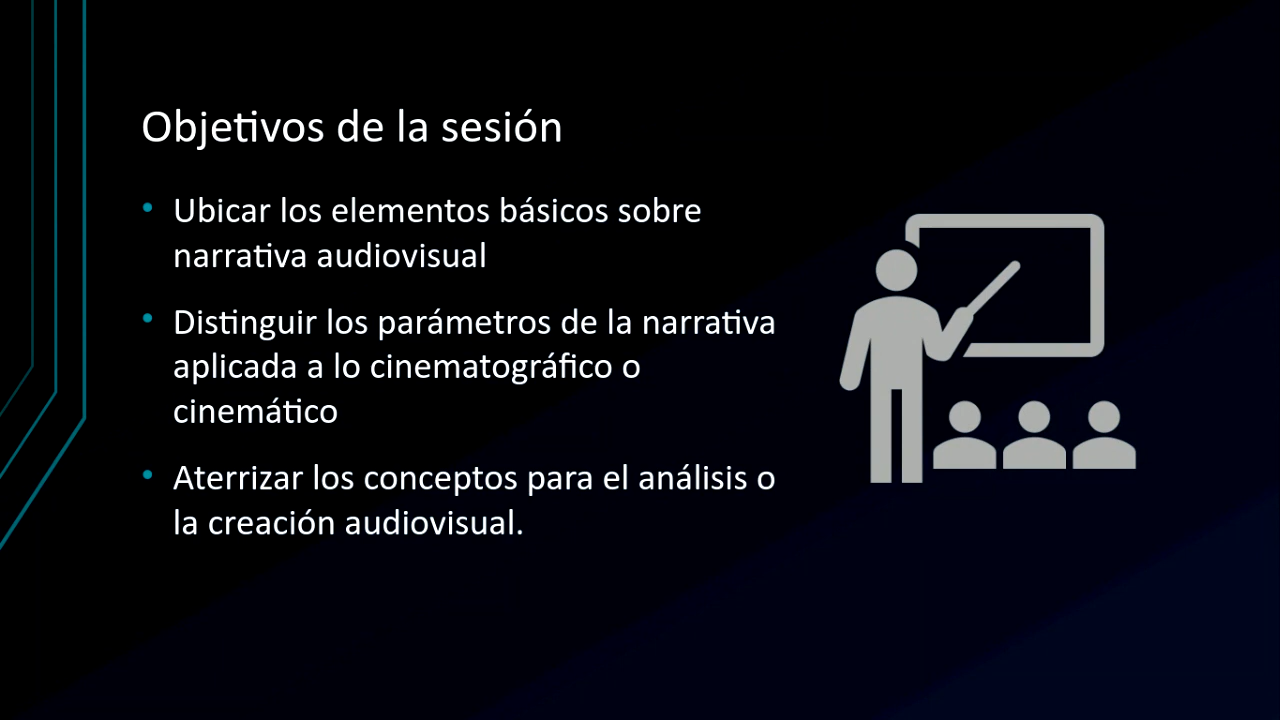 Objetivos de la sesión
• Ubicar los elementos básicos sobre
narrativa audiovisual
• Distinguir los parámetros de la narrativa
aplicada a lo cinematográfico o
cinemático
• Aterrizar los conceptos para el análisis o
la creación audiovisual.